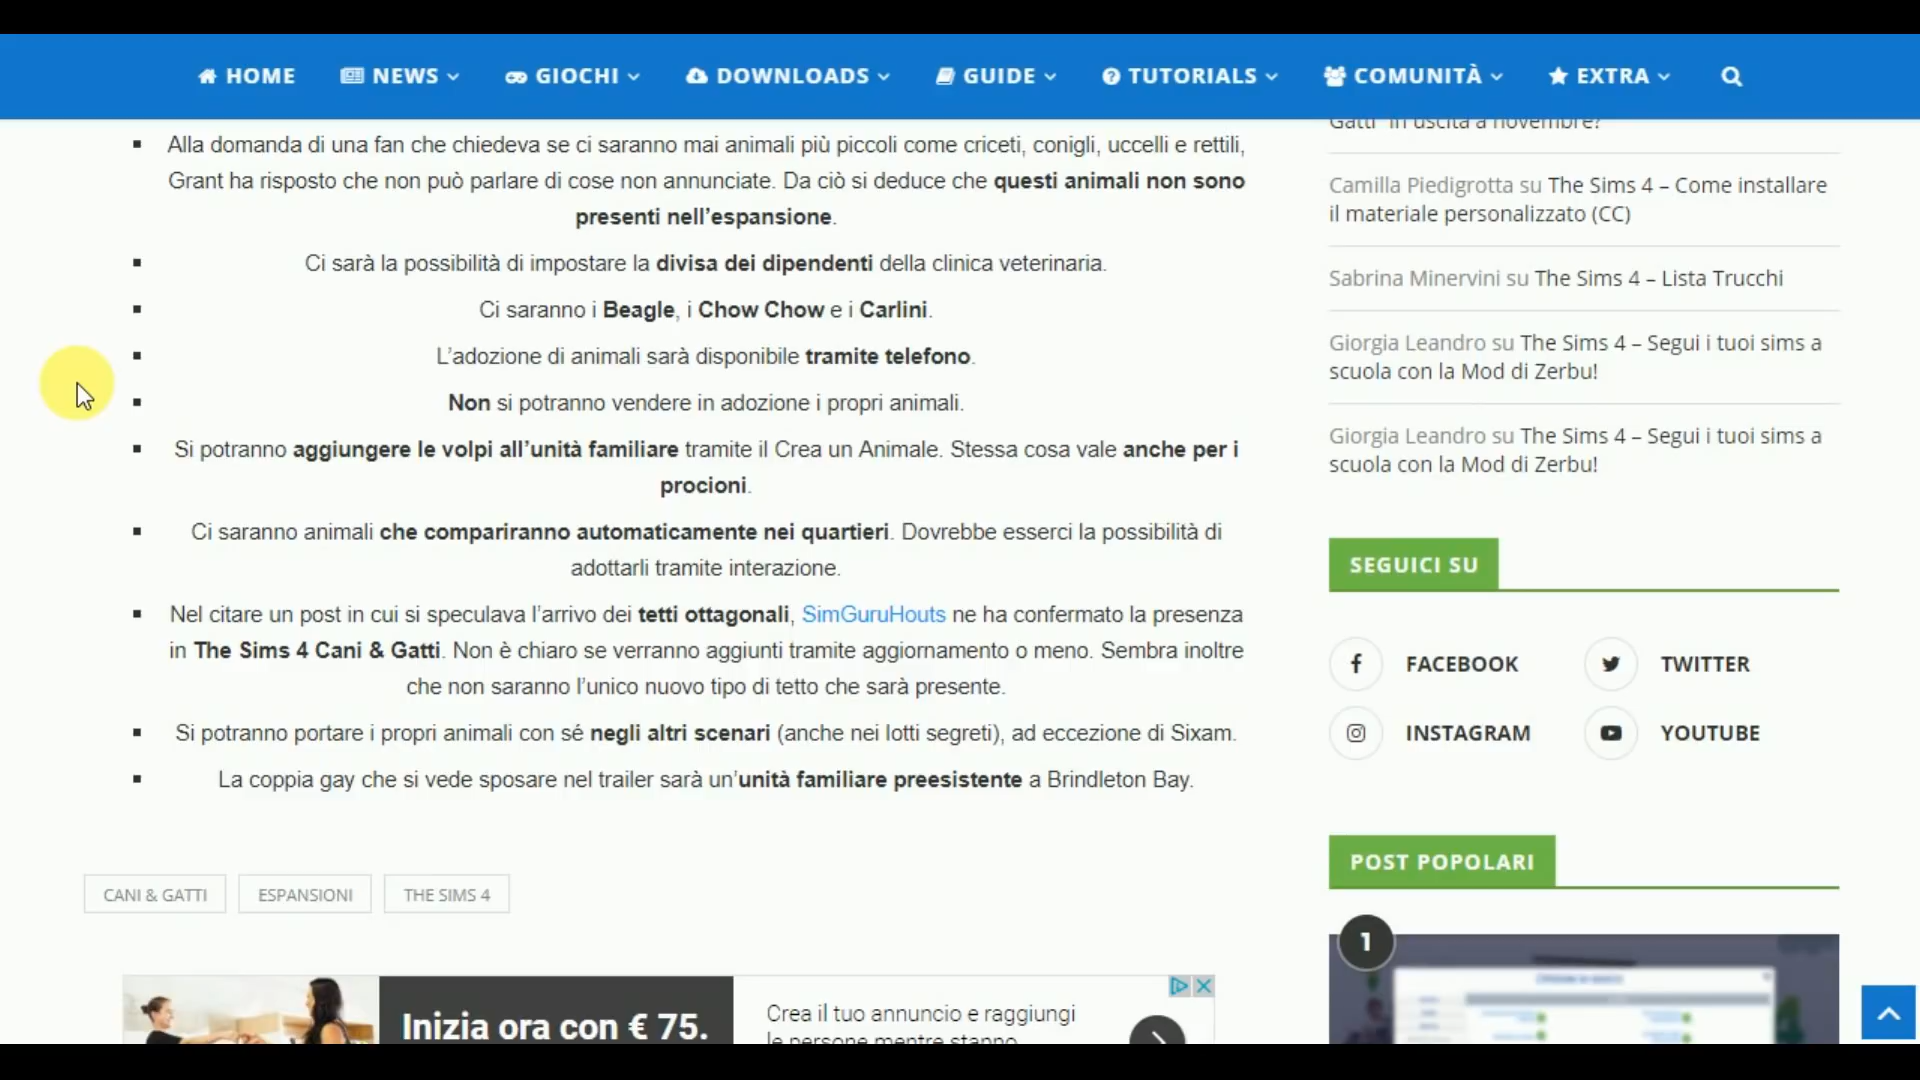 HOME NEWS GIOCHI DOWNLOADS GUIDE TUTORIALS COMUNITÀ EXTRA
Alla domanda di una fan che chiedeva se ci saranno mai animali più piccoli come criceti, conigli, uccelli e rettili,
Grant ha risposto che non può parlare di cose non annunciate. Da ciò si deduce che questi animali non sono
presenti nell’espansione.
Ci sarà la possibilità di impostare la divisa dei dipendenti della clinica veterinaria.
Ci saranno i Beagle, i Chow Chow e i Carlini.
L’adozione di animali sarà disponibile tramite telefono.
Non si potranno vendere in adozione i propri animali.
Si potranno aggiungere le volpi all’unità familiare tramite il Crea un Animale. Stessa cosa vale anche per i
procioni.
Ci saranno animali che compariranno automaticamente nei quartieri. Dovrebbe esserci la possibilità di
adottarli tramite interazione.
Nel citare un post in cui si speculava l’arrivo dei tetti ottagonali, SimGuruHouts ne ha confermato la presenza
in The Sims 4 Cani & Gatti. Non è chiaro se verranno aggiunti tramite aggiornamento o meno. Sembra inoltre
che non saranno l’unico nuovo tipo di tetto che sarà presente.
Si potranno portare i propri animali con sé negli altri scenari (anche nei lotti segreti), ad eccezione di Sixam.
La coppia gay che si vede sposare nel trailer sarà un’unità familiare preesistente a Brindleton Bay.
CANI & GATTI ESPANSIONI THE SIMS 4
Inizia ora con € 75.
Crea il tuo annuncio e raggiungi
le persone mentre stanno
Gatti” in uscita a novembre?
Camilla Piedigrotta su The Sims 4 – Come installare
il materiale personalizzato (CC)
Sabrina Minervini su The Sims 4 – Lista Trucchi
Giorgia Leandro su The Sims 4 – Segui i tuoi sims a
scuola con la Mod di Zerbu!
Giorgia Leandro su The Sims 4 – Segui i tuoi sims a
scuola con la Mod di Zerbu!
SEGUICI SU
FACEBOOK TWITTER
INSTAGRAM YOUTUBE
POST POPOLARI
1